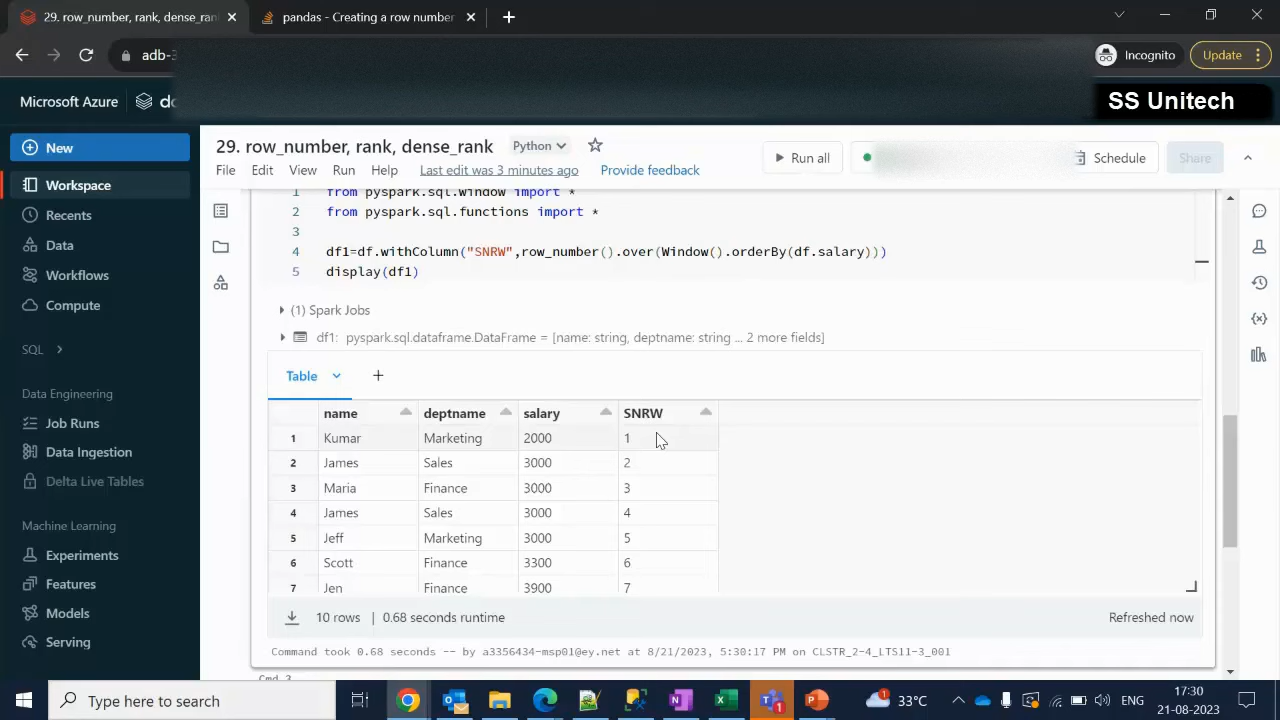 29. row_number, rank, dense_ran
pandas - Creating a row number
adb-3
Incognito
Update
Microsoft Azure
SS Unitech
New
Workspace
Recents
Data
Workflows
Compute
SQL
Data Engineering
Job Runs
Data Ingestion
Delta Live Tables
Machine Learning
Experiments
Features
Models
Serving
29. row_number, rank, dense_rank Python
Run all
Schedule
Share
File Edit View Run Help Last edit was 3 minutes ago Provide feedback
1 from pyspark.sql.window import *
2 from pyspark.sql.functions import *
3
4 df1=df.withColumn("SNRW",row_number().over(Window().orderBy(df.salary)))
5 display(df1)
(1) Spark Jobs
df1: pyspark.sql.dataframe.DataFrame = [name: string, deptname: string ... 2 more fields]
Table +
name deptname salary SNRW
1 Kumar Marketing 2000 1
2 James Sales 3000 2
3 Maria Finance 3000 3
4 James Sales 3000 4
5 Jeff Marketing 3000 5
6 Scott Finance 3300 6
7 Jen Finance 3900 7
10 rows | 0.68 seconds runtime
Refreshed now
Command took 0.68 seconds -- by a3356434-msp01@ey.net at 8/21/2023, 5:30:17 PM on CLSTR_2-4_LTS11-3_001
Cmd 3
Type here to search
33°C
ENG
17:30
21-08-2023